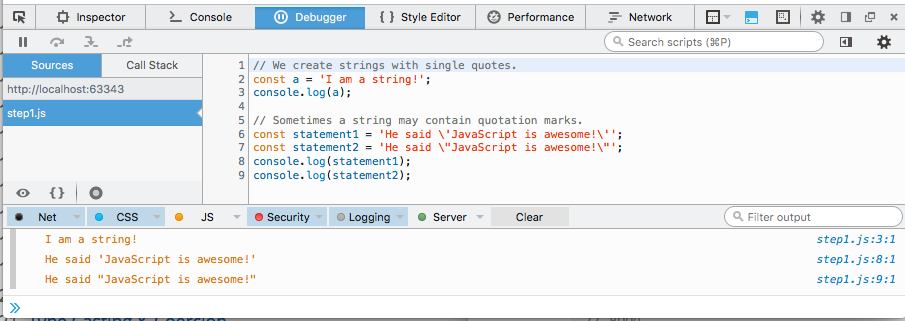 Inspector Console Debugger Style Editor Performance Network
Search scripts (⌘P)
Sources Call Stack
http://localhost:63343
step1.js
1 // We create strings with single quotes.
2 const a = 'I am a string!';
3 console.log(a);
4
5 // Sometimes a string may contain quotation marks.
6 const statement1 = 'He said \'JavaScript is awesome!\'';
7 const statement2 = 'He said \"JavaScript is awesome!\"';
8 console.log(statement1);
9 console.log(statement2);
Net CSS JS Security Logging Server Clear Filter output
I am a string! step1.js:3:1
He said 'JavaScript is awesome!' step1.js:8:1
He said "JavaScript is awesome!" step1.js:9:1